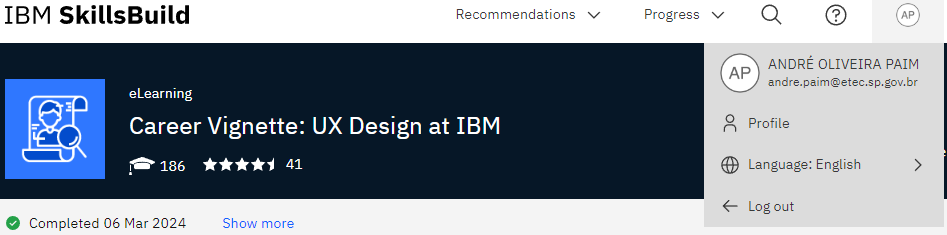 IBM SkillsBuild
Recommendations
Progress
AP
AP
ANDRÉ OLIVEIRA PAIM
andre.paim@etec.sp.gov.br
Profile
Language: English
Log out
eLearning
Career Vignette: UX Design at IBM
186
41
Completed 06 Mar 2024
Show more